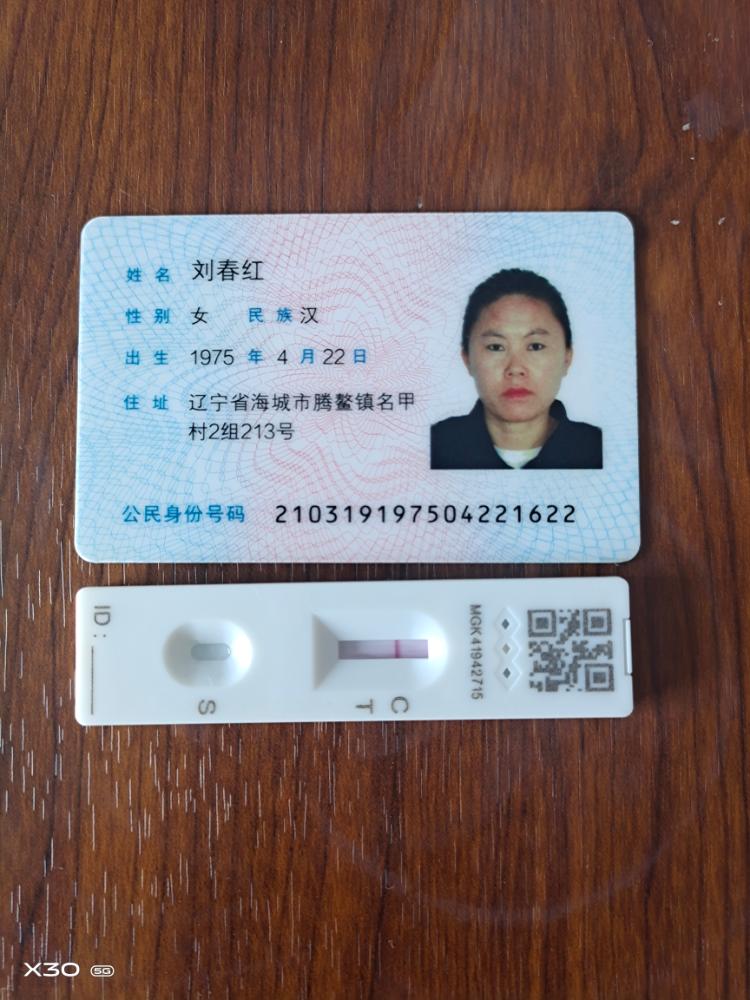 姓名 刘春红
性别 女 民族 汉
出生 1975 年 4 月 22 日
住址 辽宁省海城市腾鳌镇名甲
村2组213号
公民身份号码 210319197504221622
ID:
S
T C
MGK41942715
X30 5G